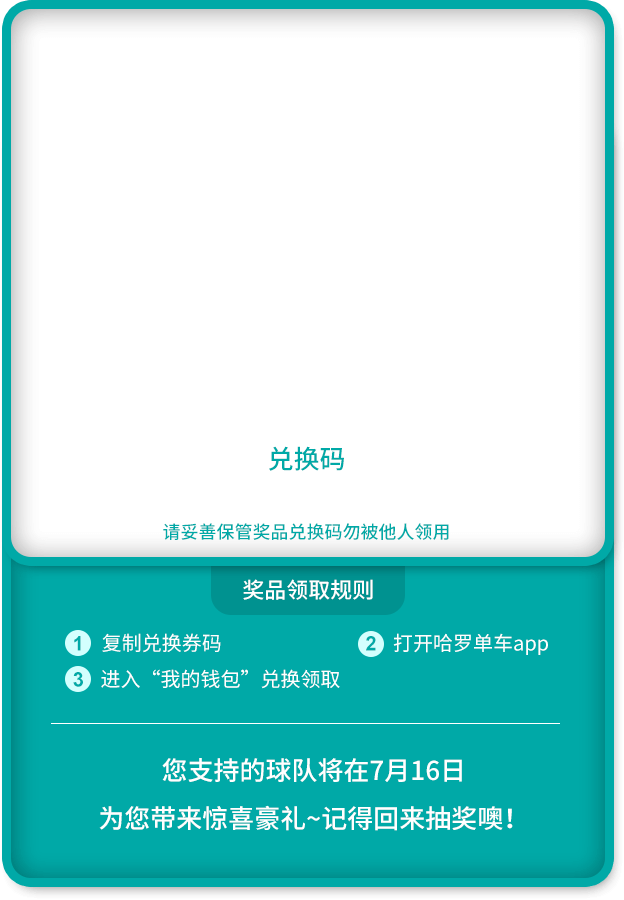 兑换码
请妥善保管奖品兑换码勿被他人领用
奖品领取规则
1 复制兑换券码
2 打开哈罗单车app
3 进入“我的钱包”兑换领取
您支持的球队将在7月16日
为您带来惊喜豪礼~记得回来抽奖噢！